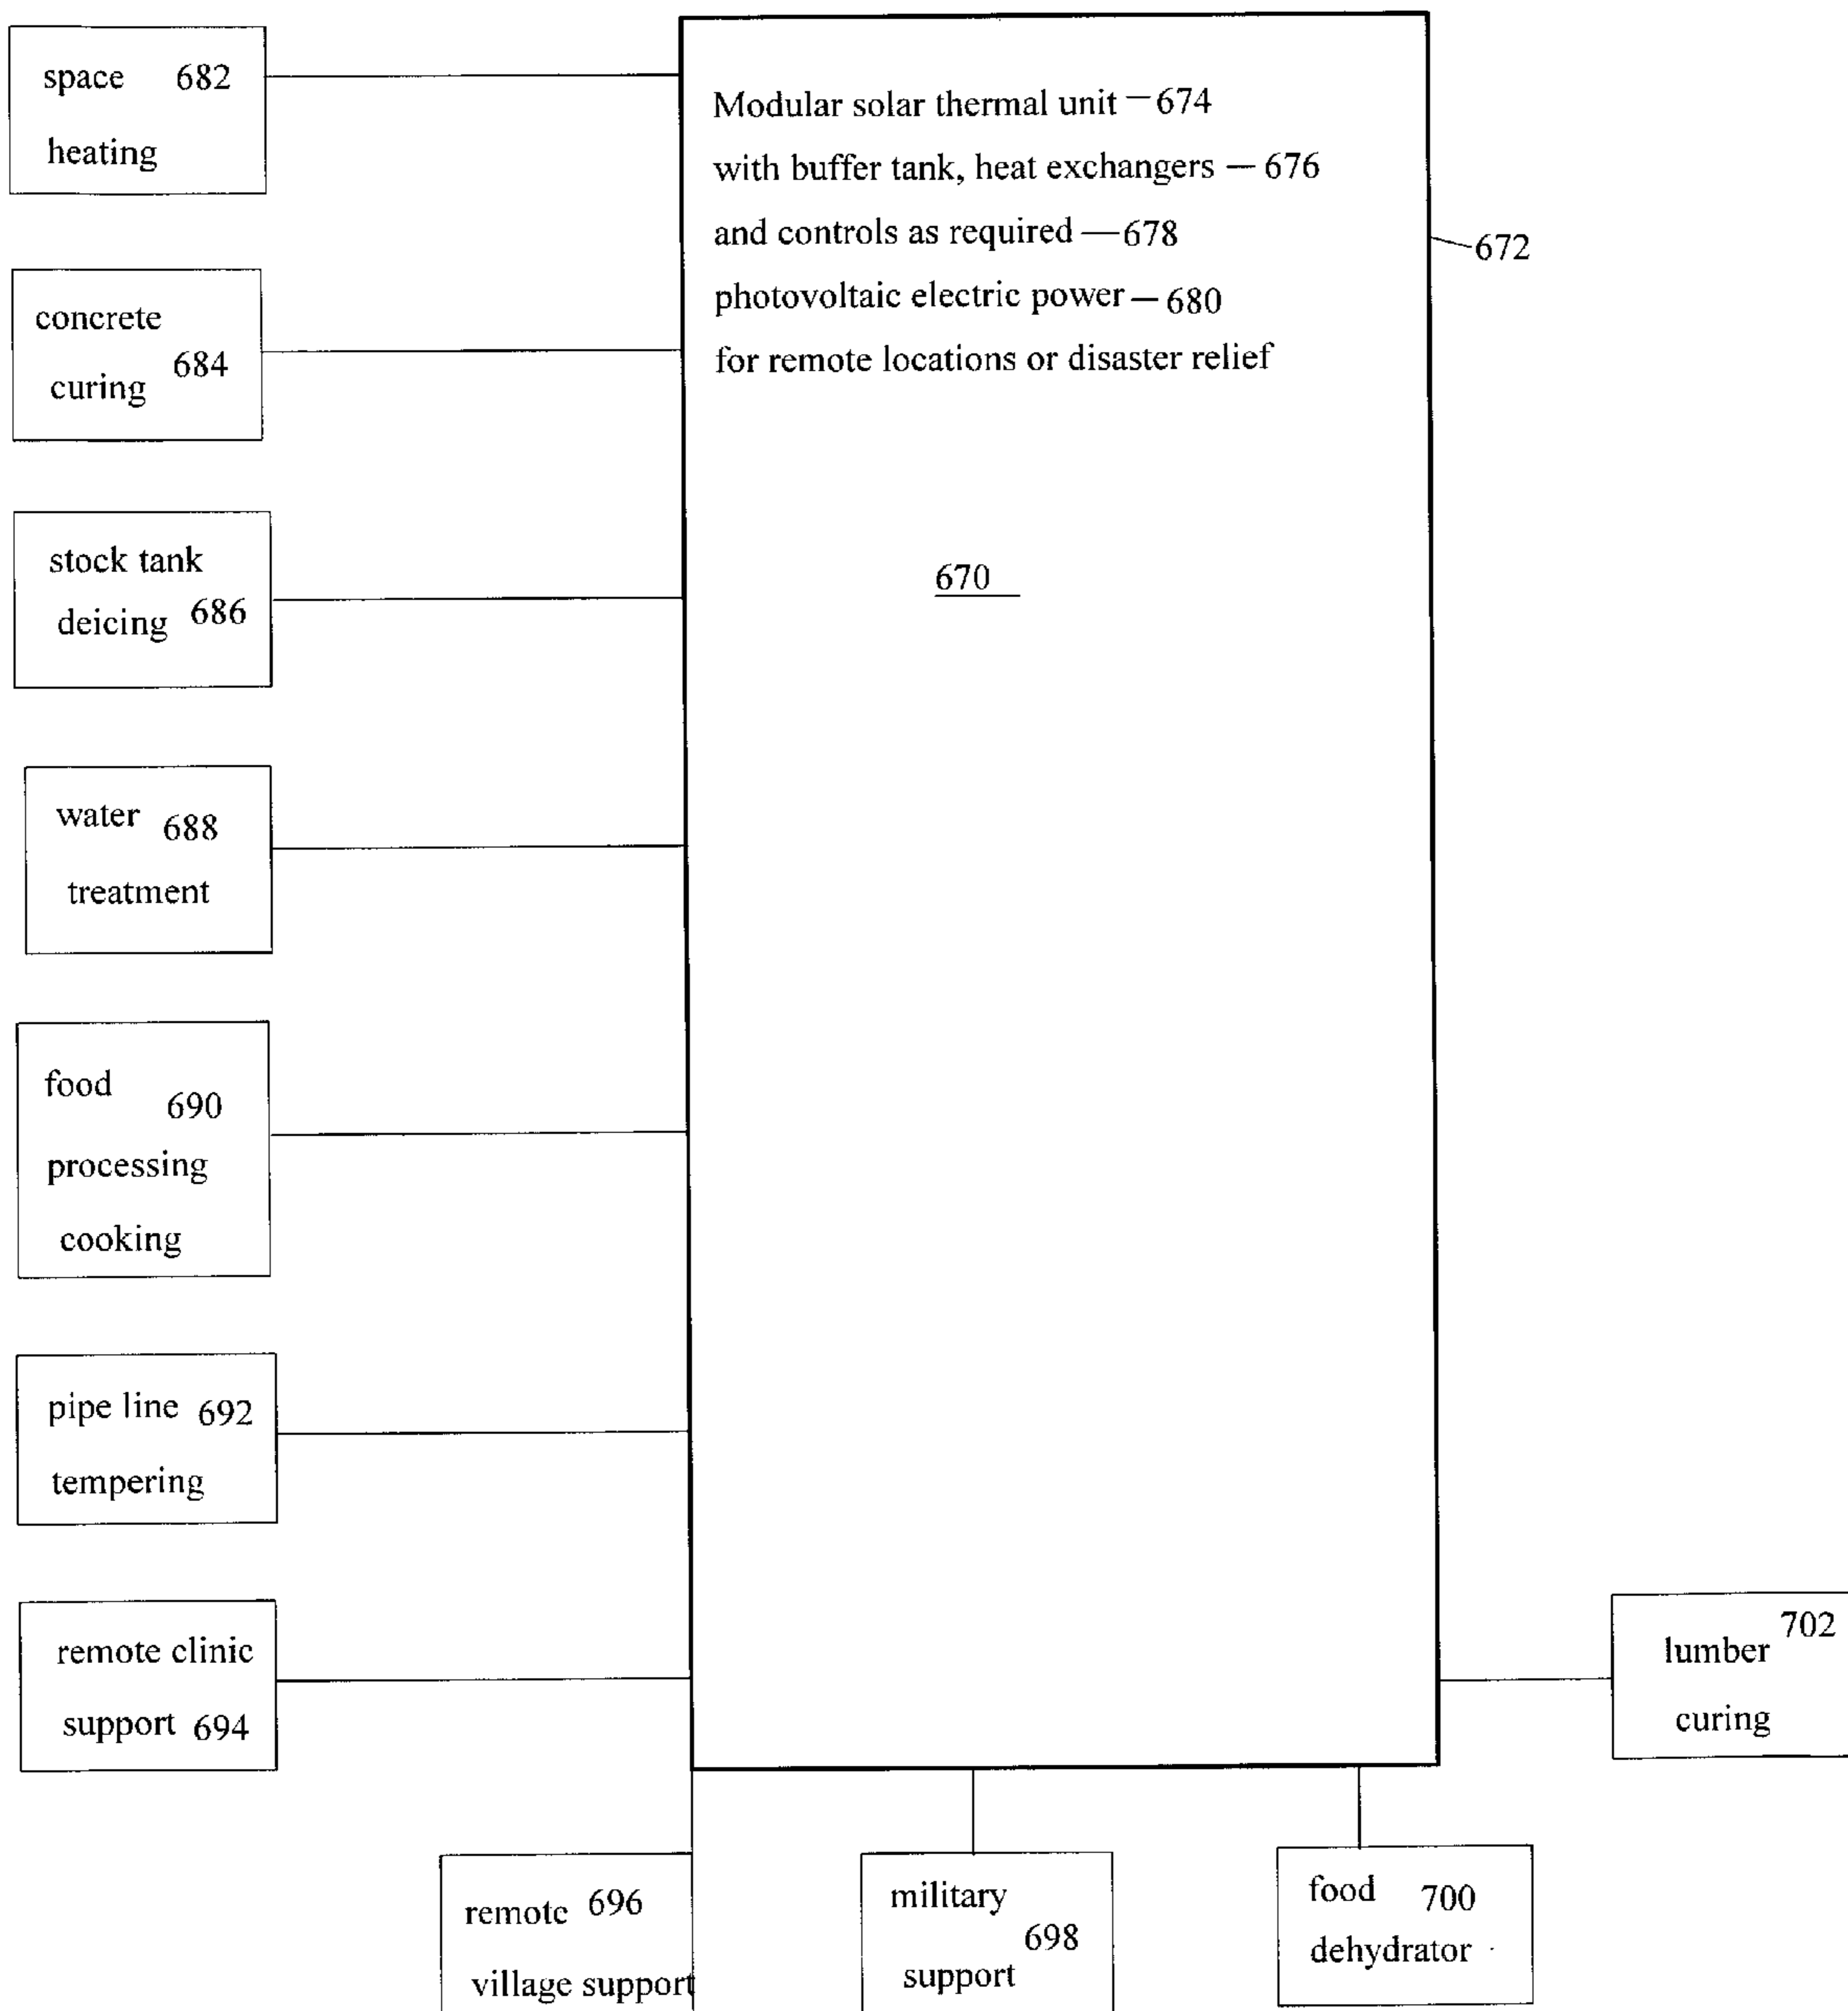 space 682
heating
concrete
curing 684
stock tank
deicing 686
water 688
treatment
food 690
processing
cooking
pipe line 692
tempering
remote clinic
support 694
Modular solar thermal unit — 674
with buffer tank, heat exchangers — 676
and controls as required — 678
photovoltaic electric power — 680
for remote locations or disaster relief
670
672
702
lumber
curing
remote 696
village support
military
698
support
food 700
dehydrator